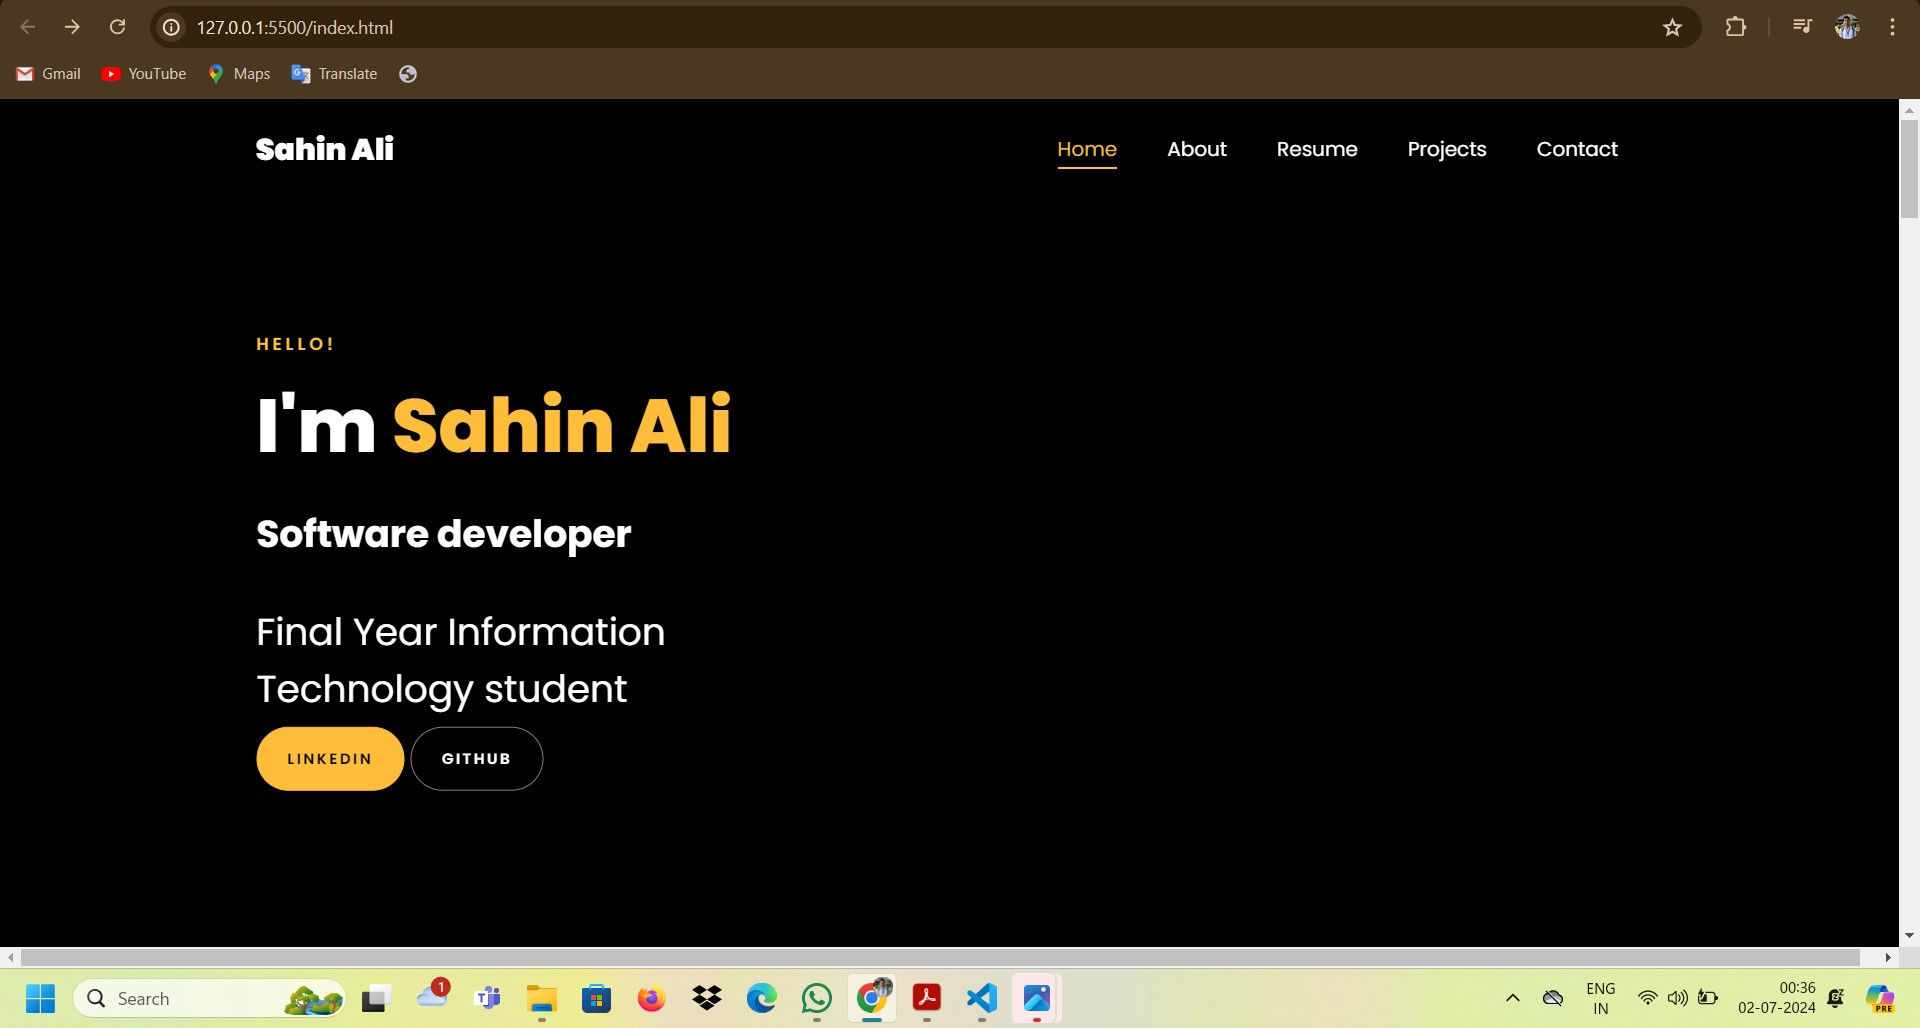 127.0.0.1:5500/index.html
Gmail YouTube Maps Translate
Sahin Ali Home About Resume Projects Contact
HELLO!
I'm Sahin Ali
Software developer
Final Year Information
Technology student
LINKEDIN GITHUB
Search 1 ENG 00:36
IN 02-07-2024 PRE